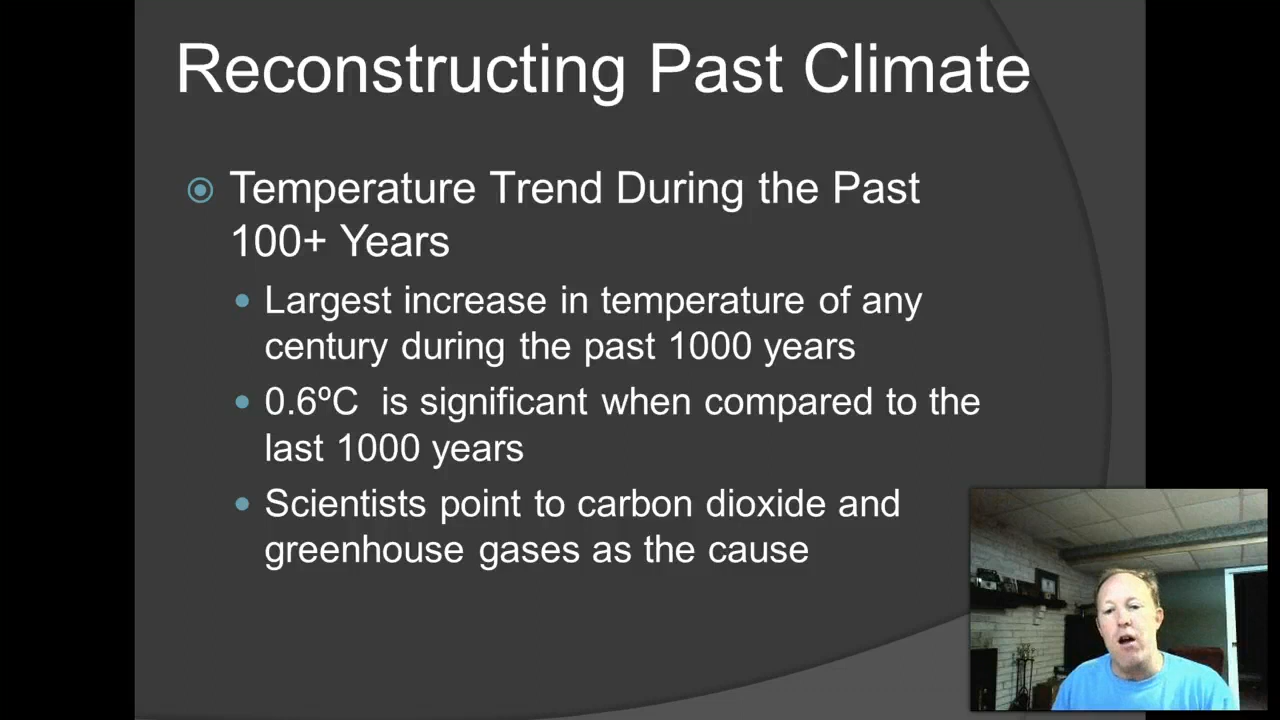 Reconstructing Past Climate
Temperature Trend During the Past
100+ Years
Largest increase in temperature of any
century during the past 1000 years
0.6ºC is significant when compared to the
last 1000 years
Scientists point to carbon dioxide and
greenhouse gases as the cause